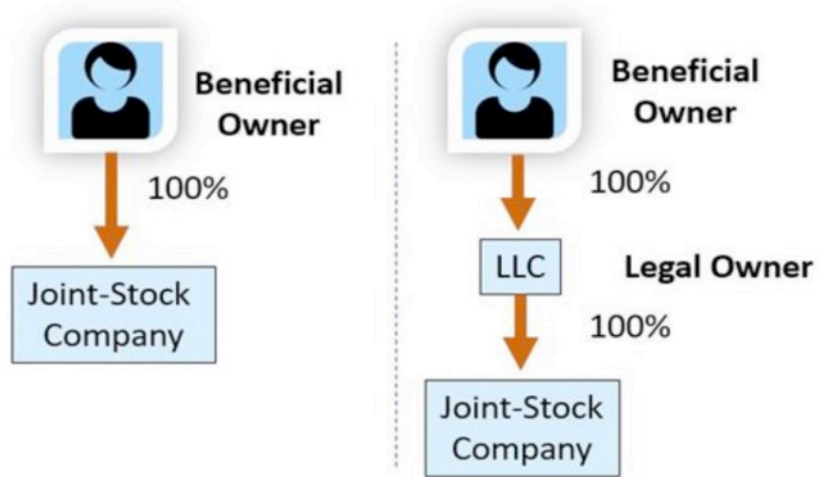 Beneficial
Owner
100%
Joint-Stock
Company
Beneficial
Owner
100%
LLC
Legal Owner
100%
Joint-Stock
Company